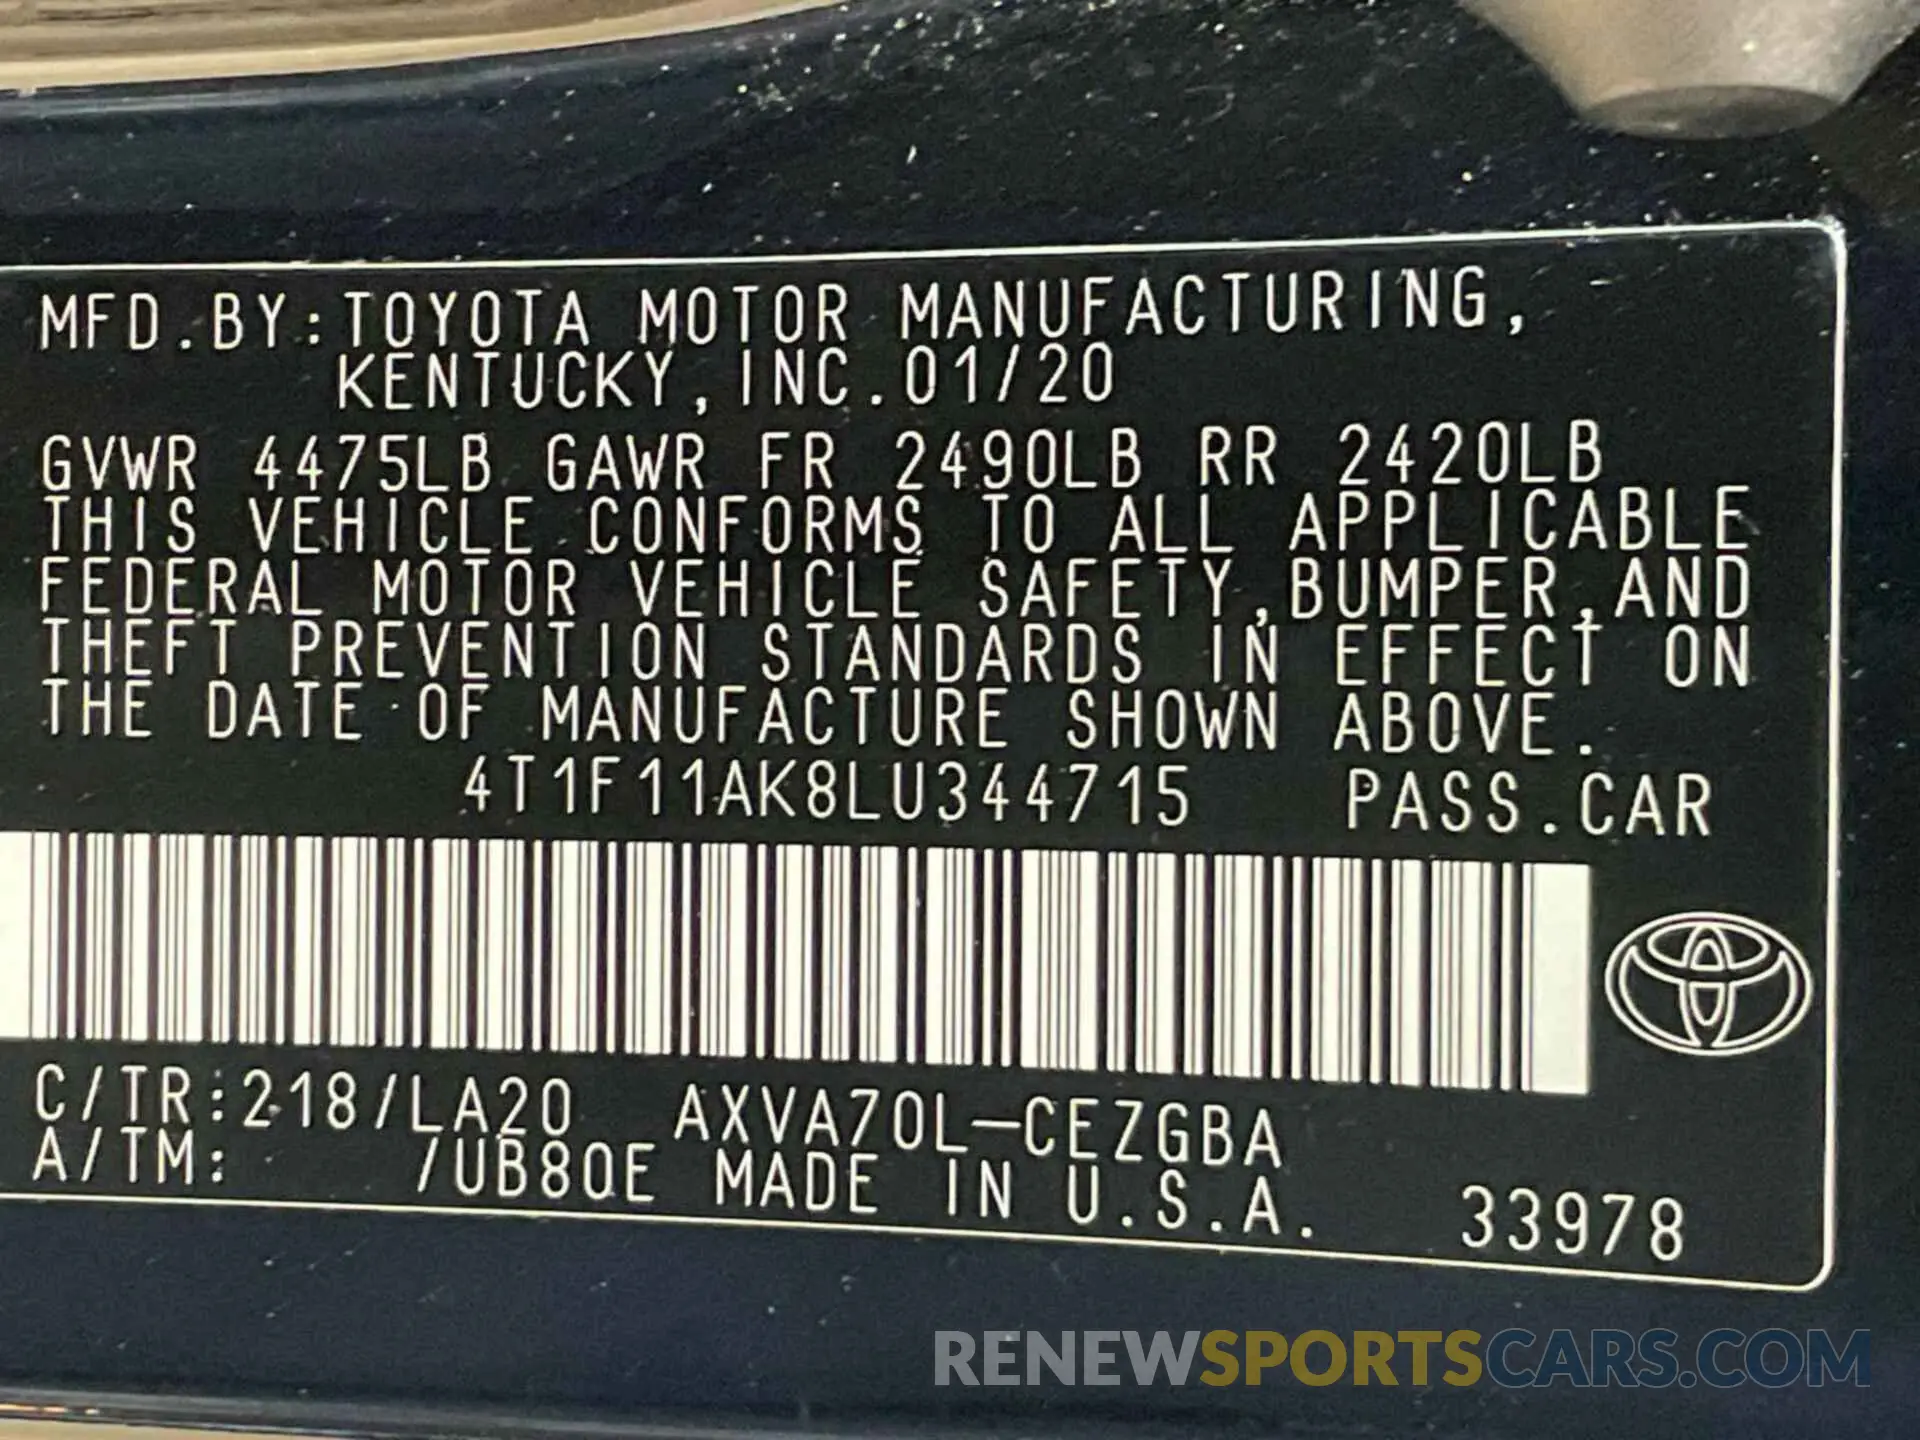 MFD.BY:TOYOTA MOTOR MANUFACTURING,
KENTUCKY,INC.01/20
GVWR 4475LB GAWR FR 2490LB RR 2420LB
THIS VEHICLE CONFORMS TO ALL APPLICABLE
FEDERAL MOTOR VEHICLE SAFETY,BUMPER,AND
THEFT PREVENTION STANDARDS IN EFFECT ON
THE DATE OF MANUFACTURE SHOWN ABOVE.
4T1F11AK8LU344715 PASS.CAR
C/TR:218/LA20 AXVA70L-CEZGBA
A/TM: /UB80E MADE IN U.S.A. 33978
RENEWSPORTSCARS.COM